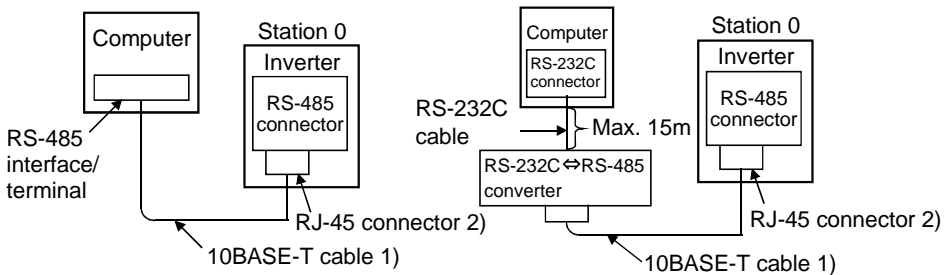 Computer
RS-485
interface/
terminal
Station 0
Inverter
RS-485
connector
RJ-45 connector 2)
10BASE-T cable 1)
Computer
RS-232C
connector
RS-232C
cable
Max. 15m
RS-232C⇔RS-485
converter
Station 0
Inverter
RS-485
connector
RJ-45 connector 2)
10BASE-T cable 1)